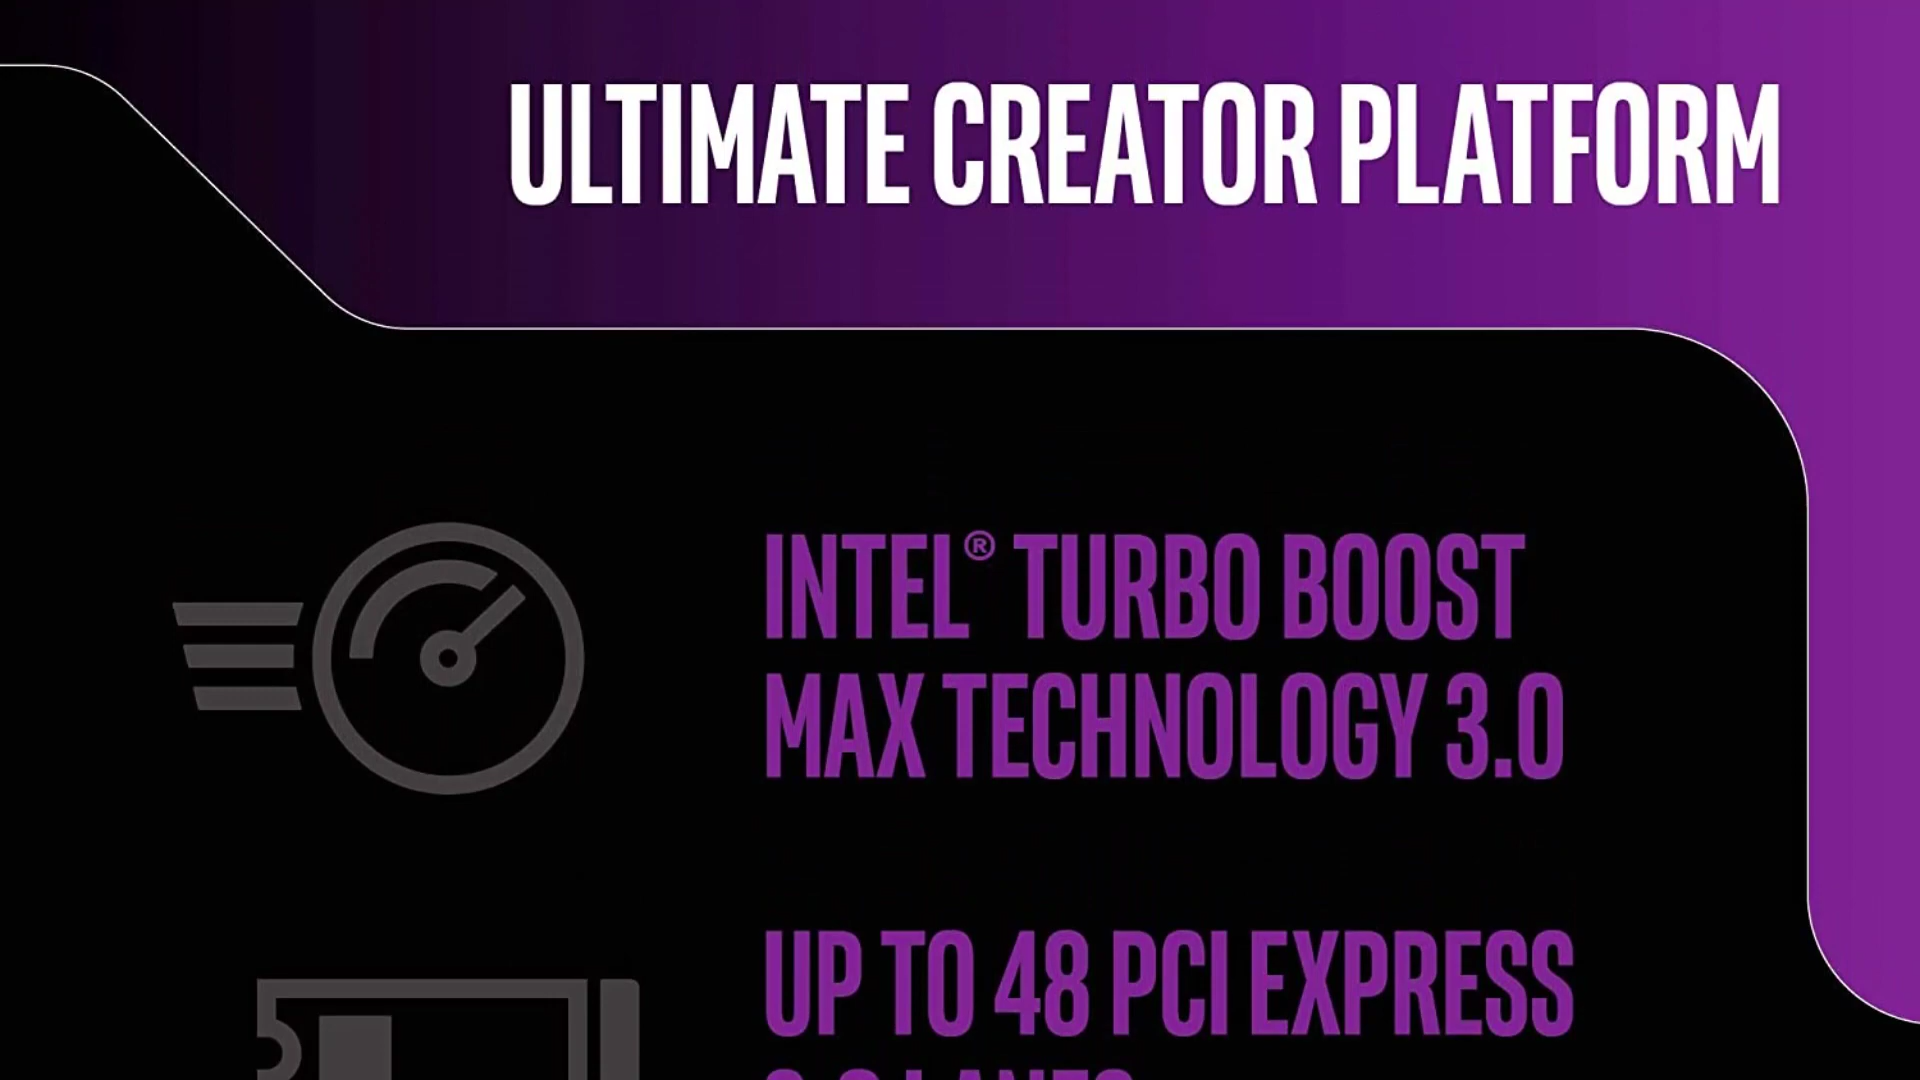 ULTIMATE CREATOR PLATFORM
INTEL® TURBO BOOST
MAX TECHNOLOGY 3.0
UP TO 48 PCI EXPRESS